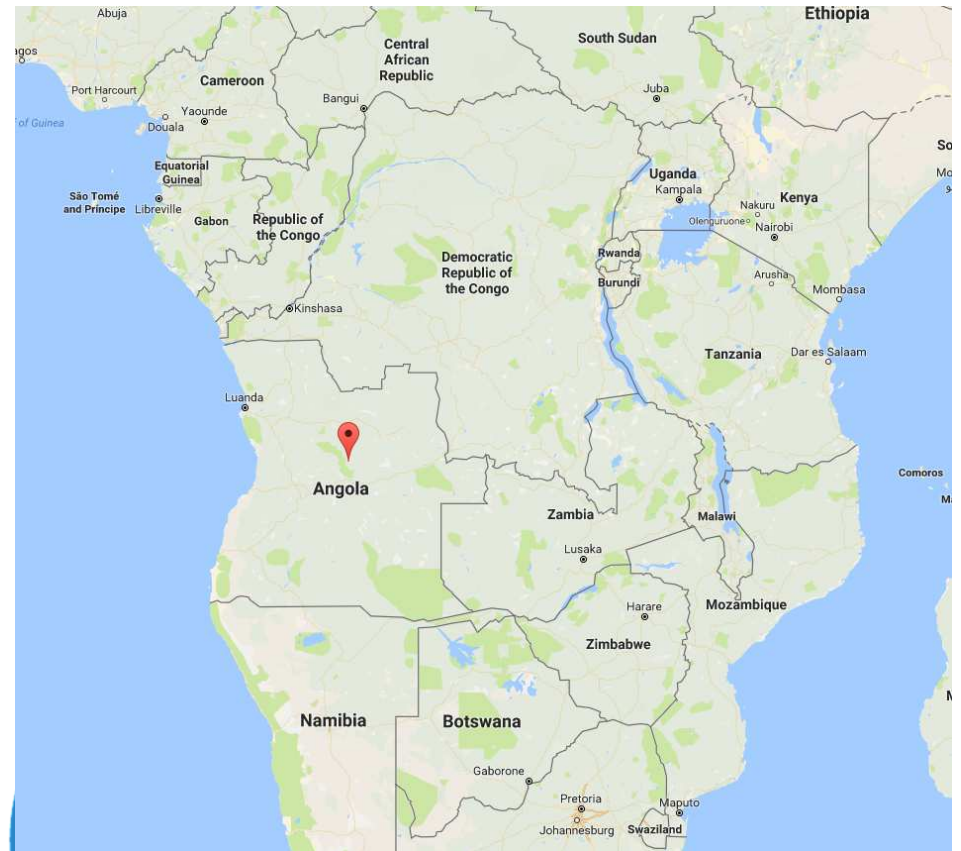 Abuja
Ethiopia
South Sudan
Central
African
Republic
agos
Cameroon
Port Harcourt
Juba
Bangui
Yaounde
of Guinea
Douala
So
Equatorial
Guinea
Uganda
Mo
São Tomé
and Príncipe
Kampala
Libreville
Kenya
Nakuru
Gabon
Republic of
the Congo
Olenguruone
Nairobi
Rwanda
Democratic
Republic of
the Congo
Burundi
Arusha
Mombasa
Kinshasa
Tanzania
Dar es Salaam
Luanda
Comoros
Angola
Ma
Zambia
Malawi
Lusaka
Mozambique
Harare
Zimbabwe
Namibia
Botswana
M
Gaborone
Pretoria
Maputo
Johannesburg
Swaziland